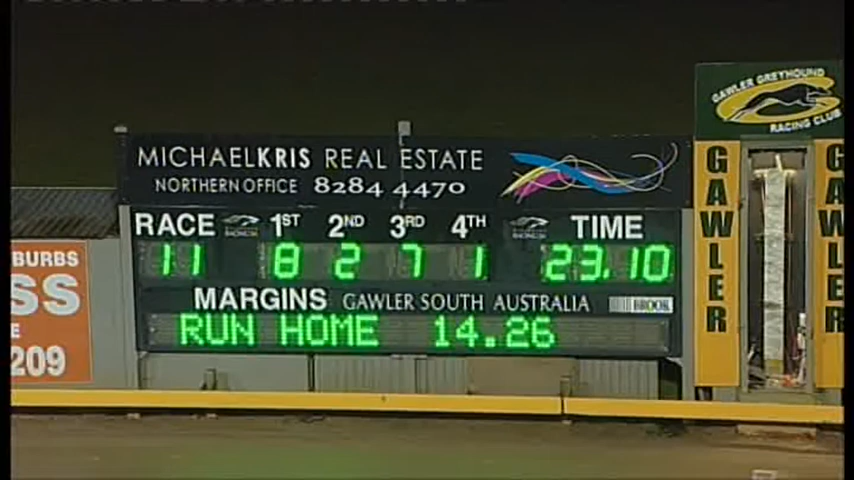 GAWLER GREYHOUND
RACING CLUB
MICHAELKRIS REAL ESTATE
NORTHERN OFFICE 8284 4470
RACE 1ST 2ND 3RD 4TH TIME
11 8 2 7 1 23.10
MARGINS GAWLER SOUTH AUSTRALIA BROOK
RUN HOME 14.26
BURBS
SS
E
209
GAWLER
GAWLER